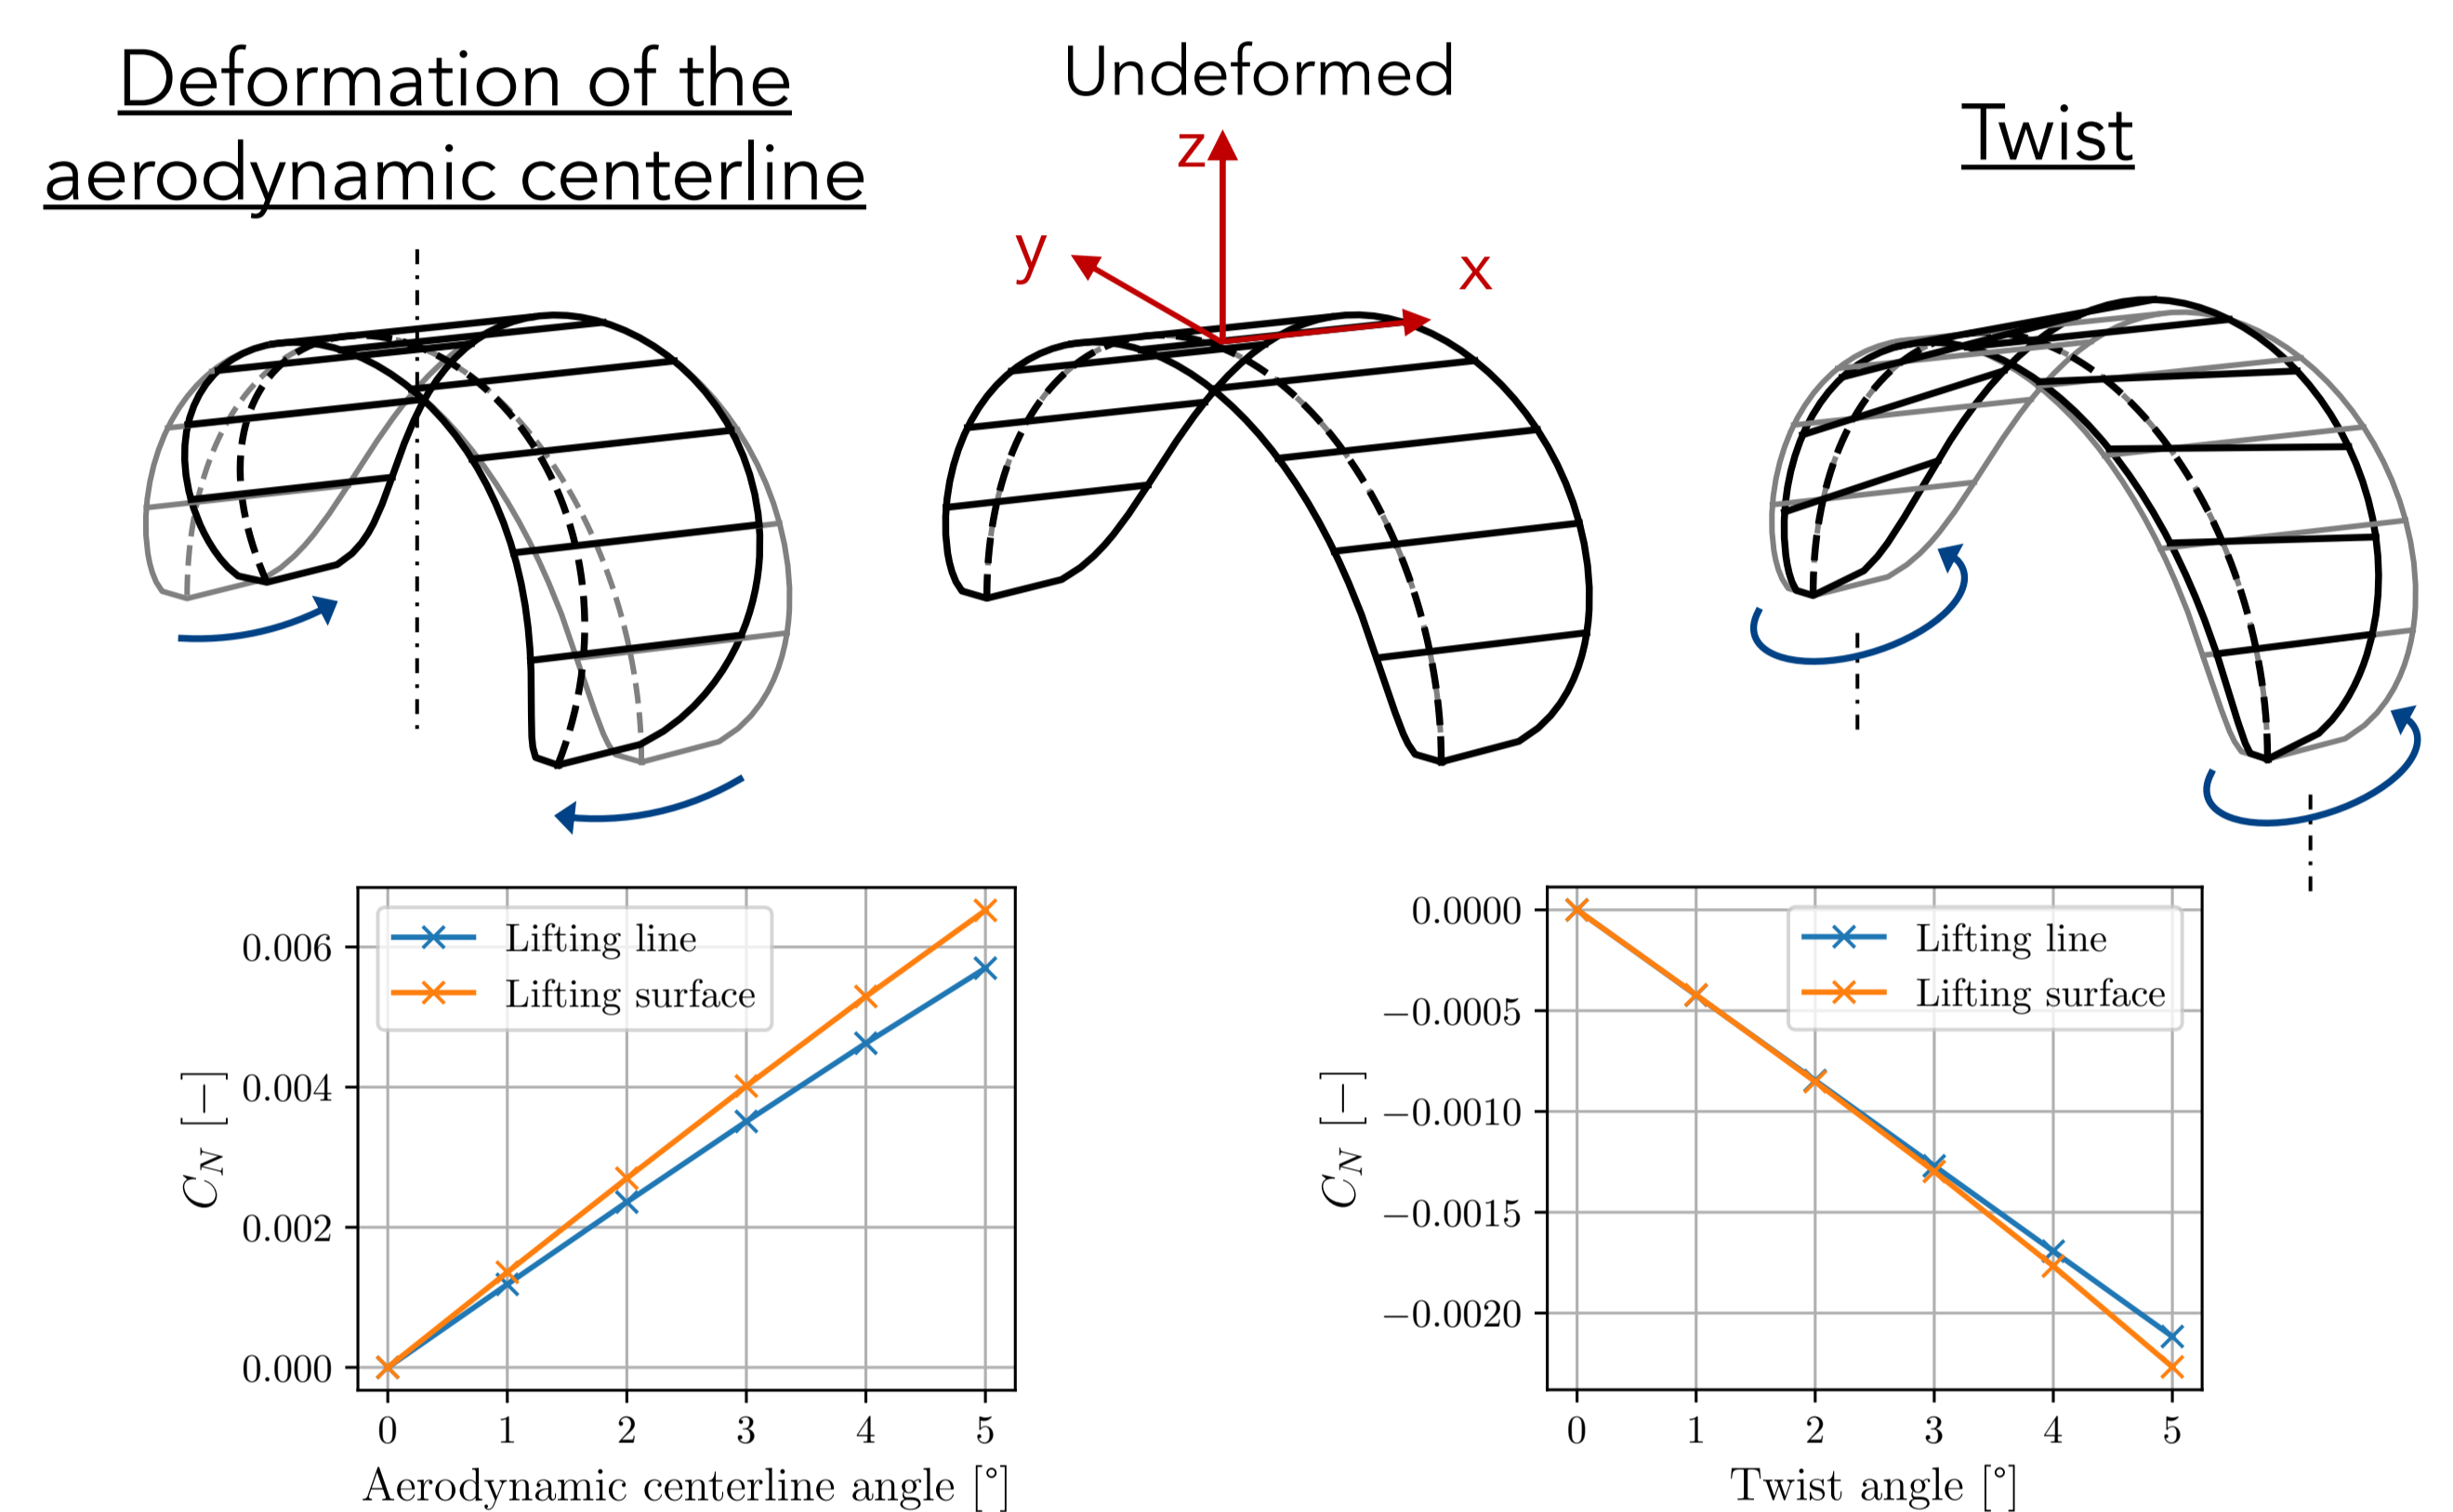 Deformation of the
aerodynamic centerline
Undeformed
Twist
z
y
x
Lifting line
Lifting surface
0.006
0.004
0.002
0.000
C_N [−]
0 1 2 3 4 5
Aerodynamic centerline angle [°]
Lifting line
Lifting surface
0.0000
−0.0005
−0.0010
−0.0015
−0.0020
C_N [−]
0 1 2 3 4 5
Twist angle [°]